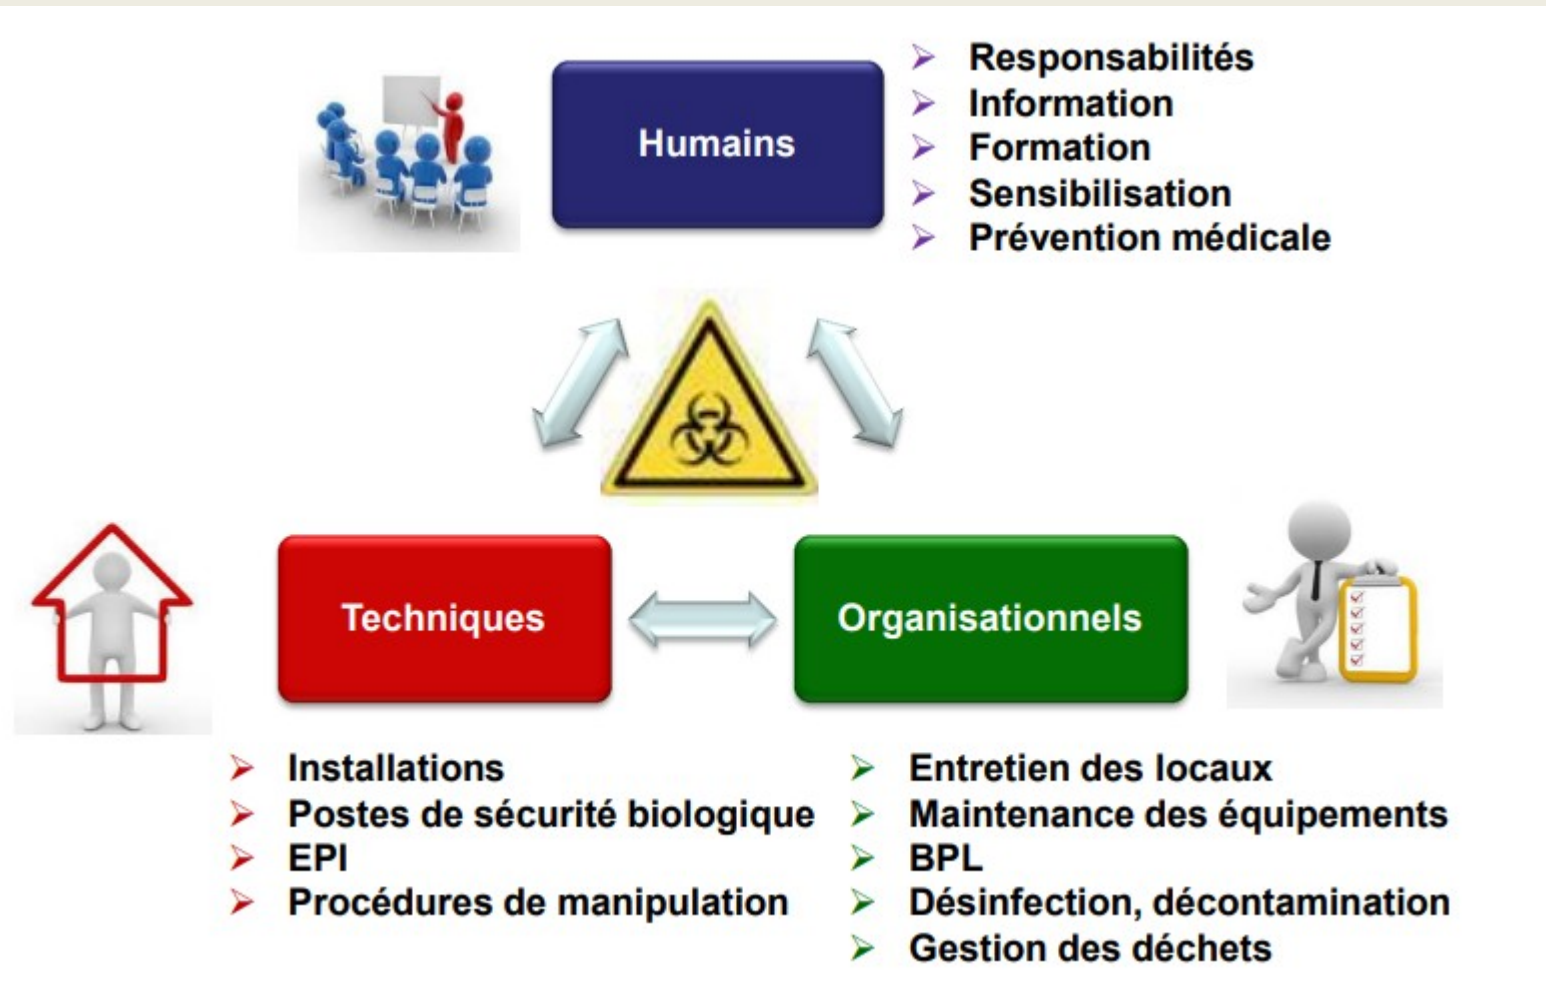 Humains
Responsabilités
Information
Formation
Sensibilisation
Prévention médicale
Techniques
Organisationnels
Installations
Postes de sécurité biologique
EPI
Procédures de manipulation
Entretien des locaux
Maintenance des équipements
BPL
Désinfection, décontamination
Gestion des déchets